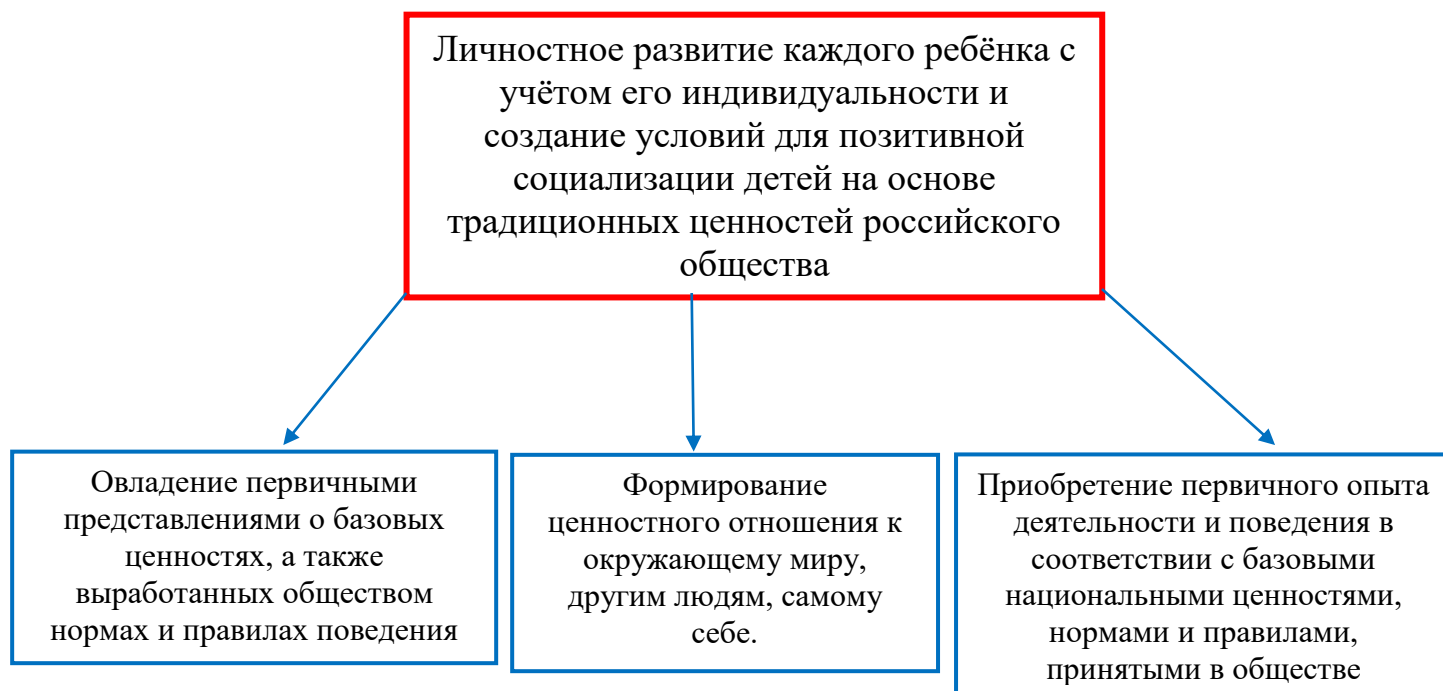 Личностное развитие каждого ребёнка с
учётом его индивидуальности и
создание условий для позитивной
социализации детей на основе
традиционных ценностей российского
общества
Овладение первичными
представлениями о базовых
ценностях, а также
выработанных обществом
нормах и правилах поведения
Формирование
ценностного отношения к
окружающему миру,
другим людям, самому
себе.
Приобретение первичного опыта
деятельности и поведения в
соответствии с базовыми
национальными ценностями,
нормами и правилами,
принятыми в обществе